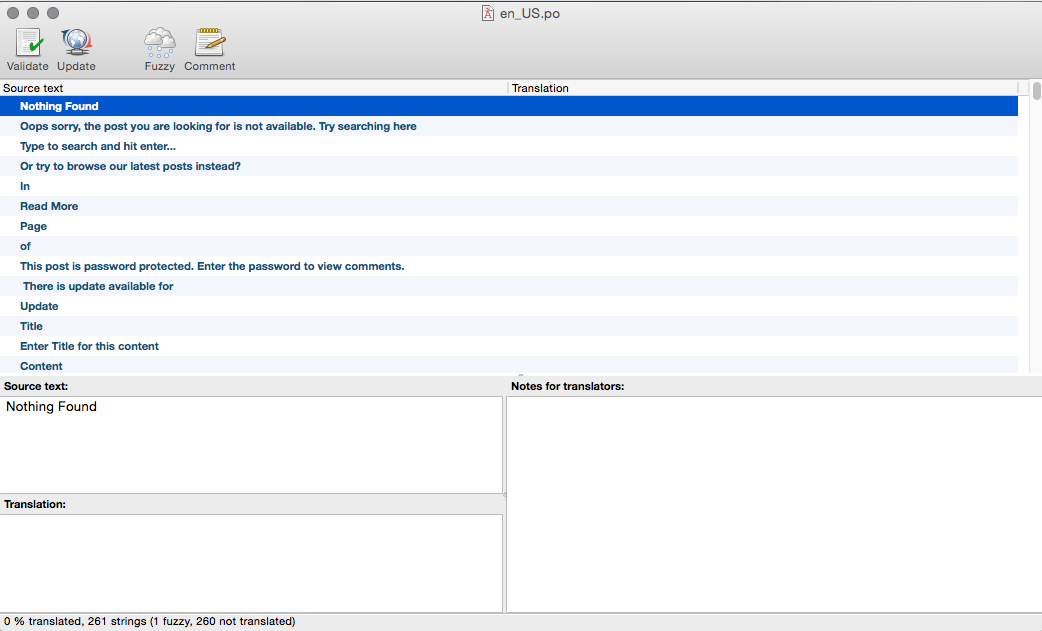 en_US.po
Validate Update Fuzzy Comment
Source text Translation
Nothing Found
Oops sorry, the post you are looking for is not available. Try searching here
Type to search and hit enter...
Or try to browse our latest posts instead?
In
Read More
Page
of
This post is password protected. Enter the password to view comments.
There is update available for
Update
Title
Enter Title for this content
Content
Source text:
Nothing Found
Notes for translators:
Translation:
0 % translated, 261 strings (1 fuzzy, 260 not translated)